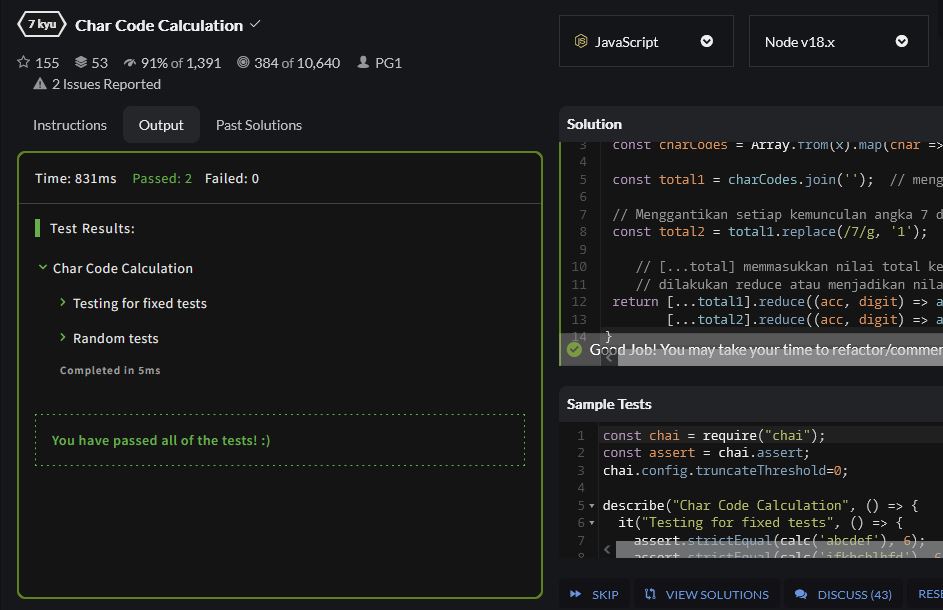 7 kyu Char Code Calculation
155 53 91% of 1,391 384 of 10,640 PG1
2 Issues Reported
JavaScript
Node v18.x
Instructions Output Past Solutions
Time: 831ms Passed: 2 Failed: 0
Test Results:
Char Code Calculation
Testing for fixed tests
Random tests
Completed in 5ms
You have passed all of the tests! :)
Solution
3 const charCodes = Array.from(x).map(char =>
4
5 const total1 = charCodes.join(''); // meng
6
7 // Menggantikan setiap kemunculan angka 7 d
8 const total2 = total1.replace(/7/g, '1');
9
10 // [...total] memmasukkan nilai total ke
11 // dilakukan reduce atau menjadikan nila
12 return [...total1].reduce((acc, digit) => a
13 [...total2].reduce((acc, digit) => a
14 }
Good Job! You may take your time to refactor/commen
Sample Tests
1 const chai = require("chai");
2 const assert = chai.assert;
3 chai.config.truncateThreshold=0;
4
5 describe("Char Code Calculation", () => {
6 it("Testing for fixed tests", () => {
7 assert.strictEqual(calc('abcdef'), 6);
8
SKIP VIEW SOLUTIONS DISCUSS (43) RESE